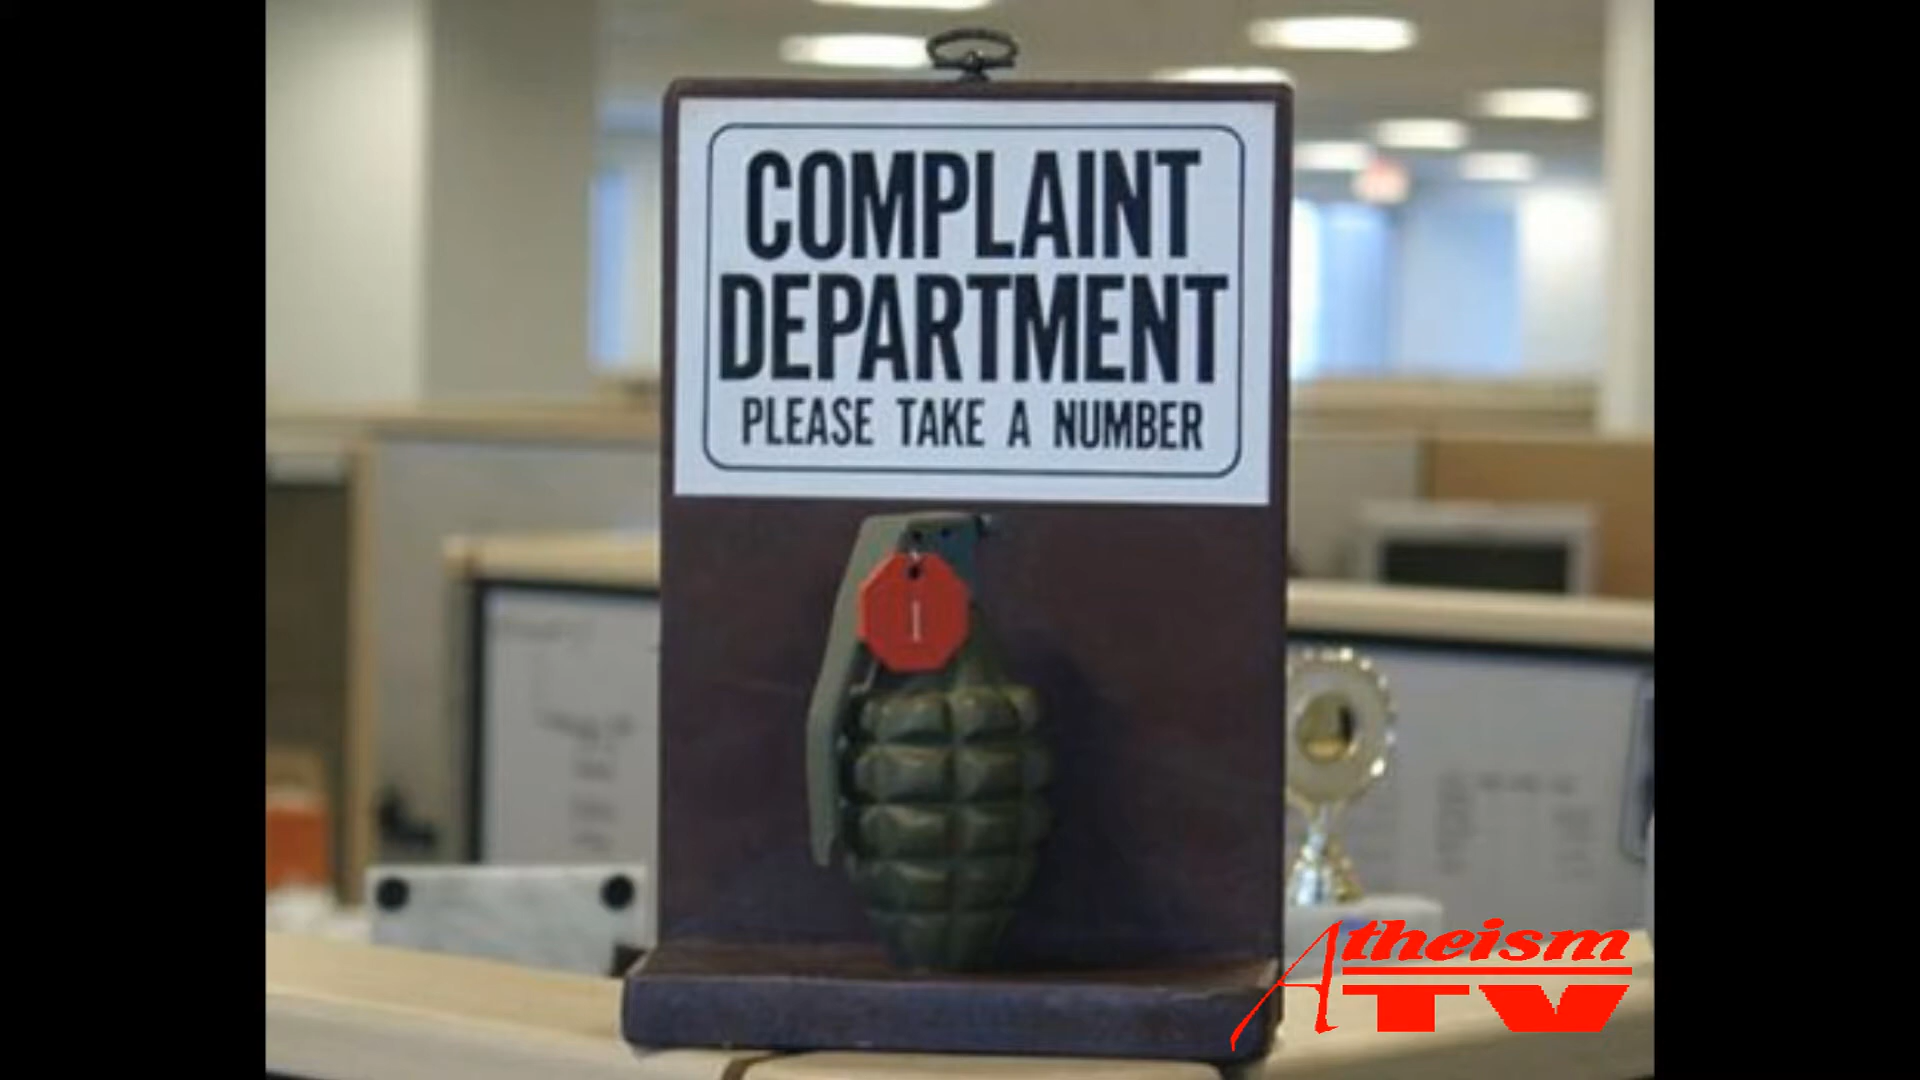 COMPLAINT
DEPARTMENT
PLEASE TAKE A NUMBER
1
Atheism
TV